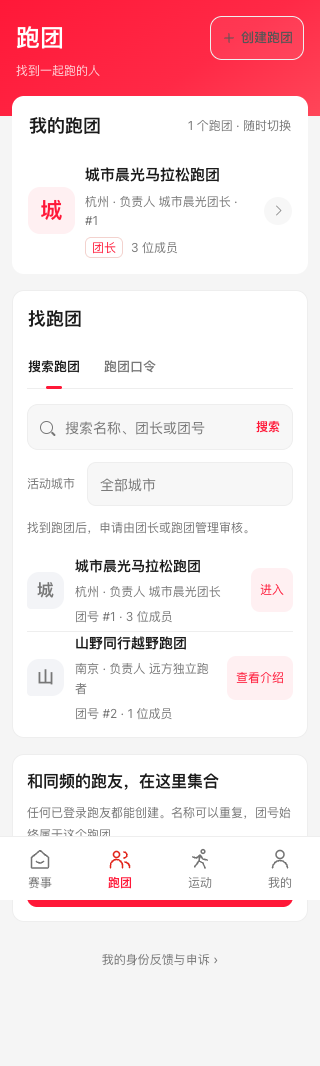 跑团
+ 创建跑团
找到一起跑的人
我的跑团
1 个跑团 · 随时切换
城市晨光马拉松跑团
城
杭州 · 负责人 城市晨光团长 ·
#1
团长 3 位成员
找跑团
搜索跑团 跑团口令
搜索名称、团长或团号 搜索
活动城市 全部城市
找到跑团后，申请由团长或跑团管理审核。
城市晨光马拉松跑团
城
杭州 · 负责人 城市晨光团长
进入
团号 #1 · 3 位成员
山野同行越野跑团
山
南京 · 负责人 远方独立跑
者
查看介绍
团号 #2 · 1 位成员
和同频的跑友，在这里集合
任何已登录跑友都能创建。名称可以重复，团号始
终属于这个跑团
赛事 跑团 运动 我的
我的身份反馈与申诉 ›